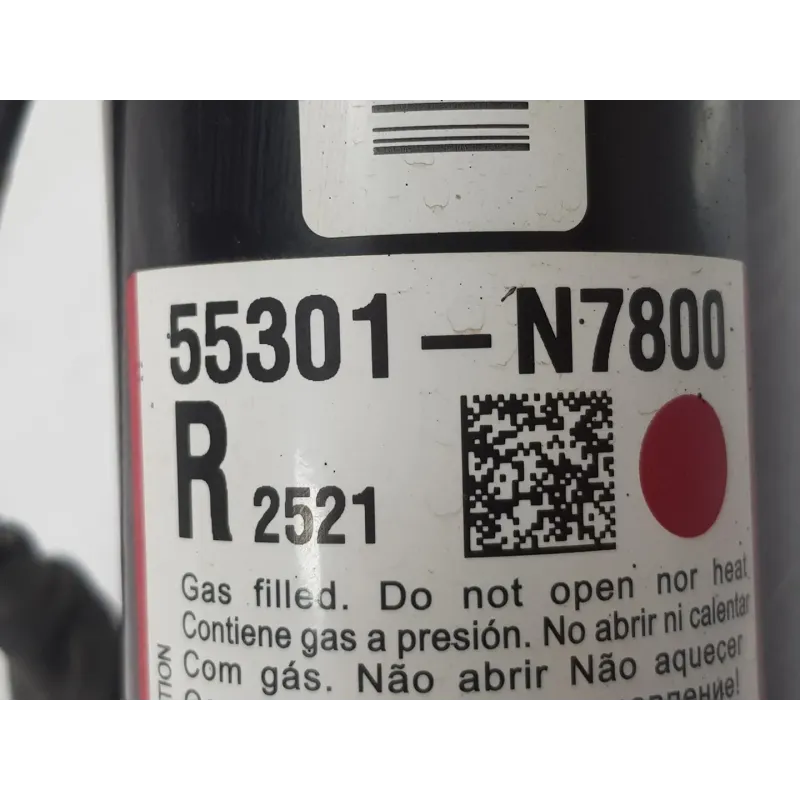 55301-N7800
R 2521
Gas filled. Do not open nor heat
Contiene gas a presión. No abrir ni calentar
Com gás. Não abrir Não aquecer